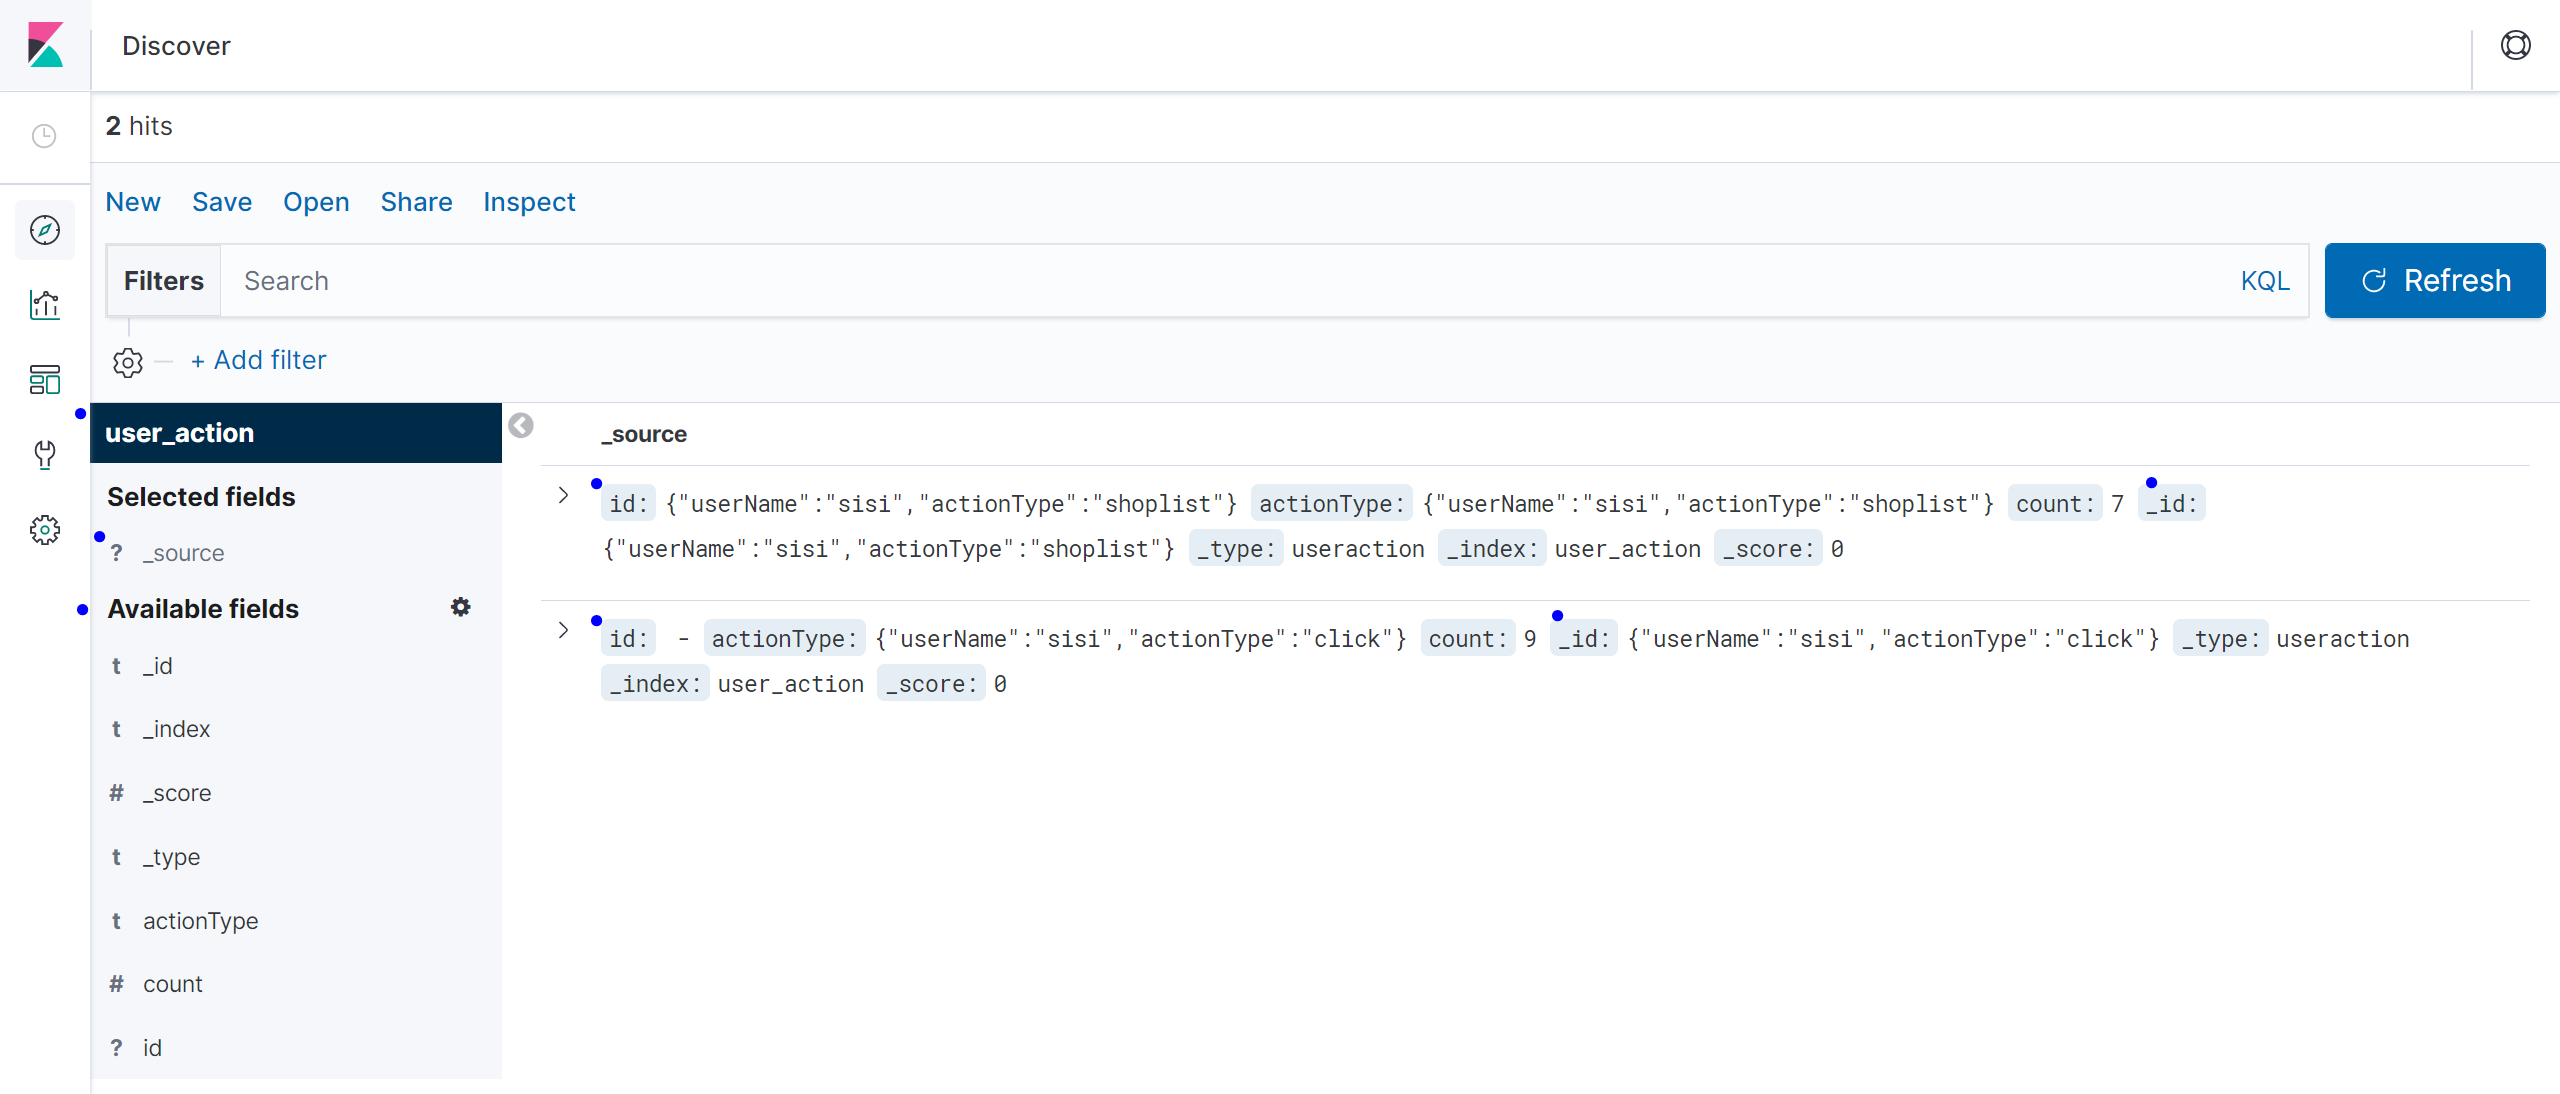 Discover
2 hits
New Save Open Share Inspect
Filters Search KQL Refresh
+ Add filter
user_action
Selected fields
? _source
Available fields
t _id
t _index
# _score
t _type
t actionType
# count
? id
_source
id: {"userName":"sisi","actionType":"shoplist"} actionType: {"userName":"sisi","actionType":"shoplist"} count: 7 _id:
{"userName":"sisi","actionType":"shoplist"} _type: useraction _index: user_action _score: 0
id: - actionType: {"userName":"sisi","actionType":"click"} count: 9 _id: {"userName":"sisi","actionType":"click"} _type: useraction
_index: user_action _score: 0